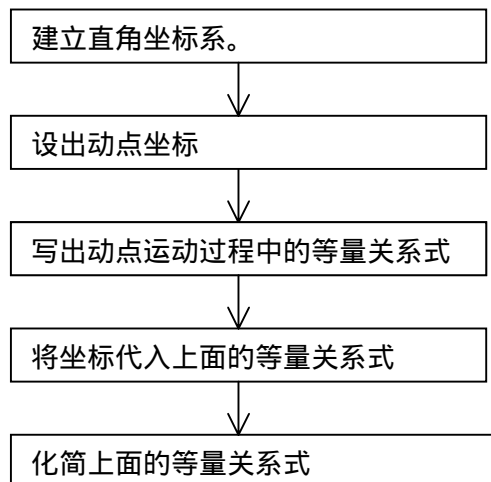 建立直角坐标系。
设出动点坐标
写出动点运动过程中的等量关系式
将坐标代入上面的等量关系式
化简上面的等量关系式